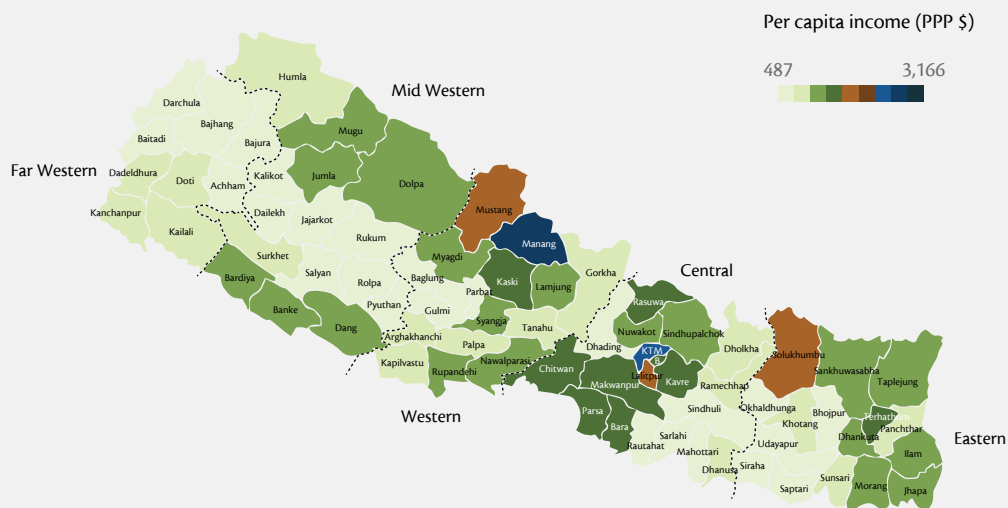 Per capita income (PPP $)
487 3,166
Humla
Mid Western
Darchula
Bajhang
Mugu
Baitadi
Bajura
Far Western
Dadeldhura
Doti
Kalikot
Jumla
Dolpa
Achham
Mustang
Kanchanpur
Dailekh
Jajarkot
Kailali
Rukum
Manang
Surkhet
Myagdi
Gorkha
Central
Bardiya
Salyan
Rolpa
Baglung
Kaski
Lamjung
Parbat
Rasuwa
Banke
Pyuthan
Gulmi
Syangja
Dang
Tanahu
Nuwakot
Sindhupalchok
Arghakhanchi
Palpa
Dhading
KTM
Dholkha
Solukhumbu
Kapilvastu
Rupandehi
Nawalparasi
Chitwan
Lalitpur
Sankhuwasabha
Taplejung
Makwanpur
Kavre
Ramechhap
Western
Parsa
Bara
Sindhuli
Okhaldhunga
Bhojpur
Terhathum
Khotang
Panchthar
Rautahat
Sarlahi
Udayapur
Dhankuta
Eastern
Mahottari
Ilam
Dhanusa
Siraha
Sunsari
Saptari
Morang
Jhapa